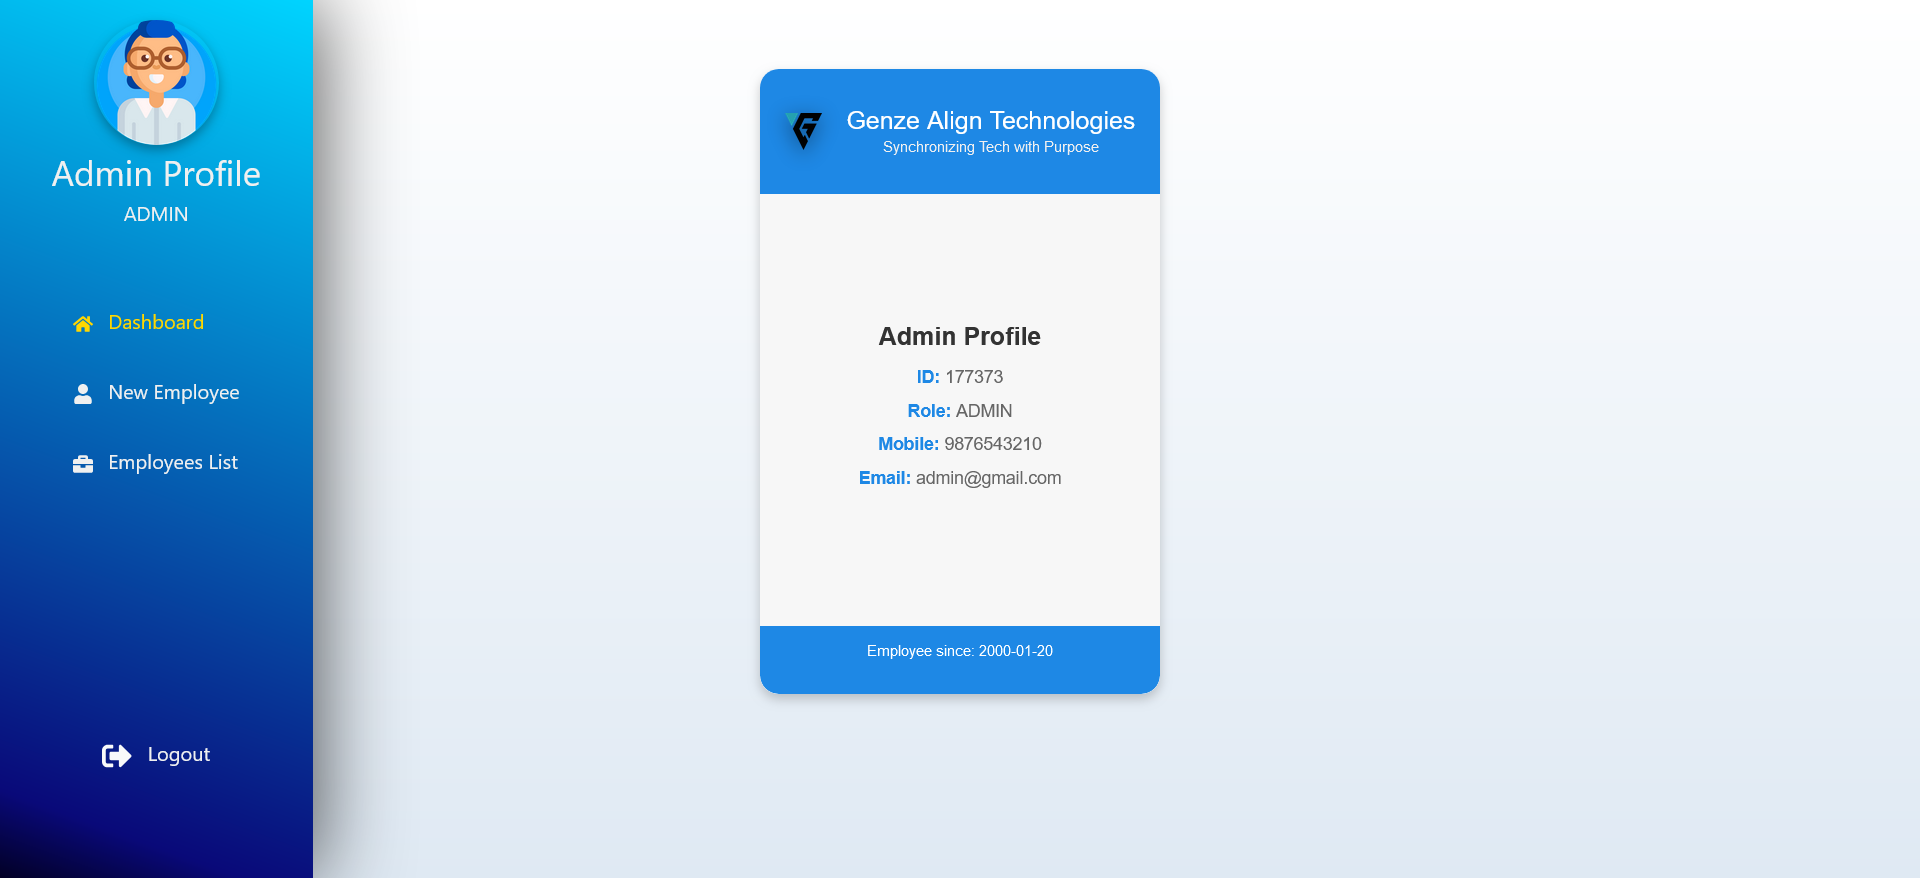 Admin Profile
ADMIN
Dashboard
New Employee
Employees List
Logout
Genze Align Technologies
Synchronizing Tech with Purpose
Admin Profile
ID: 177373
Role: ADMIN
Mobile: 9876543210
Email: admin@gmail.com
Employee since: 2000-01-20